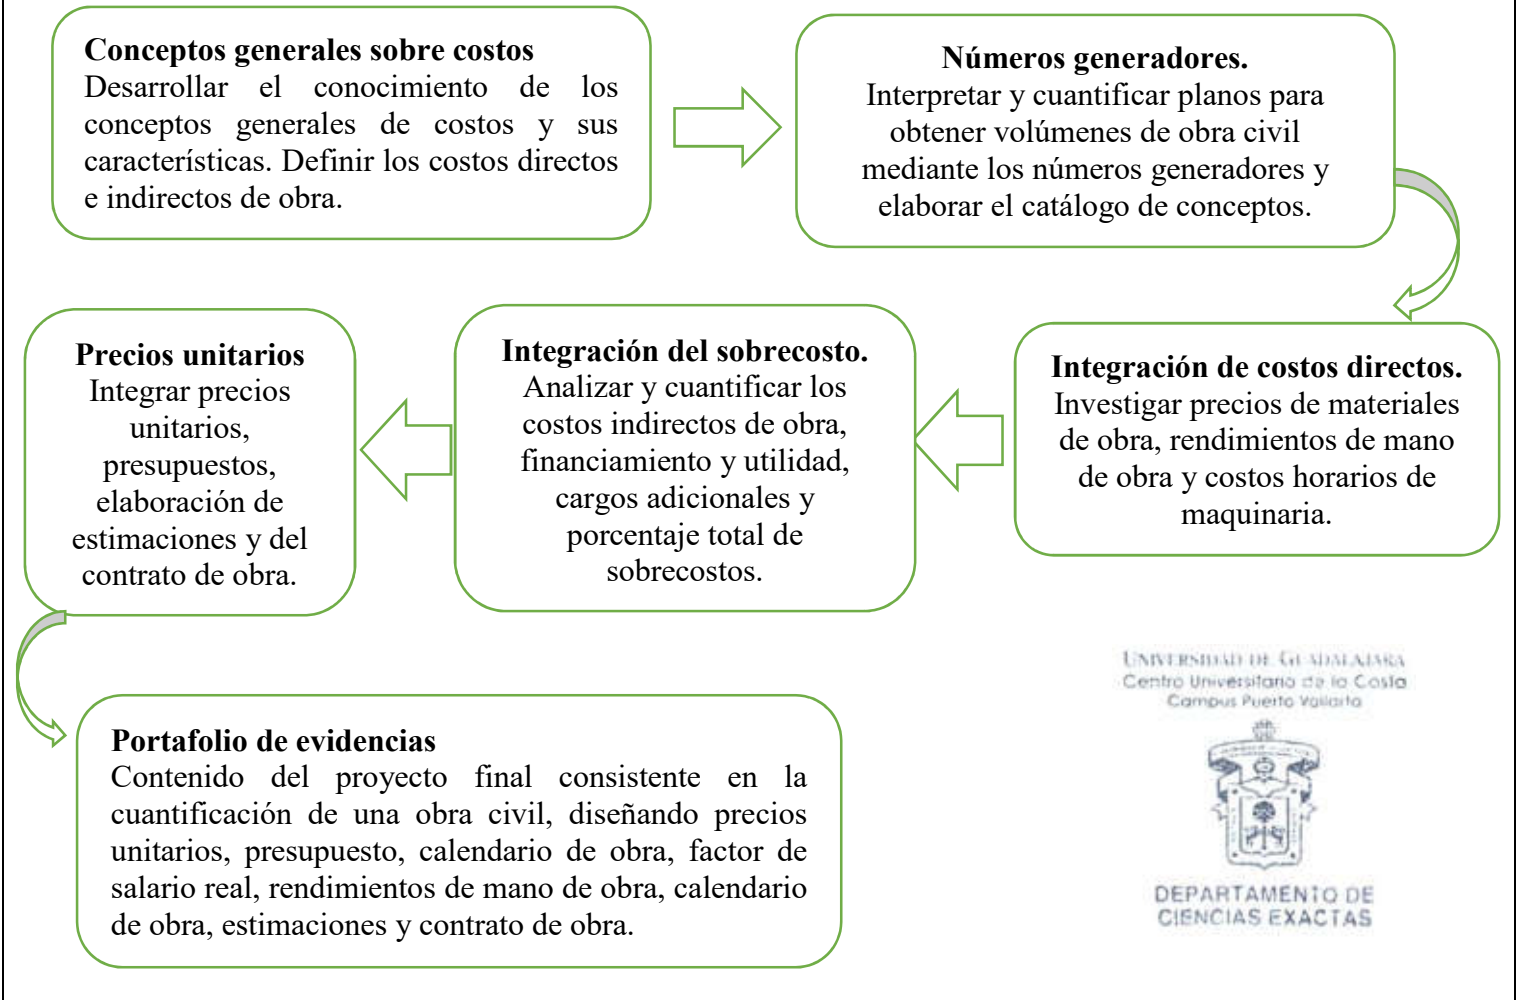 Conceptos generales sobre costos
Desarrollar el conocimiento de los
conceptos generales de costos y sus
características. Definir los costos directos
e indirectos de obra.
Números generadores.
Interpretar y cuantificar planos para
obtener volúmenes de obra civil
mediante los números generadores y
elaborar el catálogo de conceptos.
Integración de costos directos.
Investigar precios de materiales
de obra, rendimientos de mano
de obra y costos horarios de
maquinaria.
Integración del sobrecosto.
Analizar y cuantificar los
costos indirectos de obra,
financiamiento y utilidad,
cargos adicionales y
porcentaje total de
sobrecostos.
Precios unitarios
Integrar precios
unitarios,
presupuestos,
elaboración de
estimaciones y del
contrato de obra.
Portafolio de evidencias
Contenido del proyecto final consistente en la
cuantificación de una obra civil, diseñando precios
unitarios, presupuesto, calendario de obra, factor de
salario real, rendimientos de mano de obra, calendario
de obra, estimaciones y contrato de obra.
UNIVERSIDAD DE GUADALAJARA
Centro Universitario de la Costa
Campus Puerto Vallarta
DEPARTAMENTO DE
CIENCIAS EXACTAS